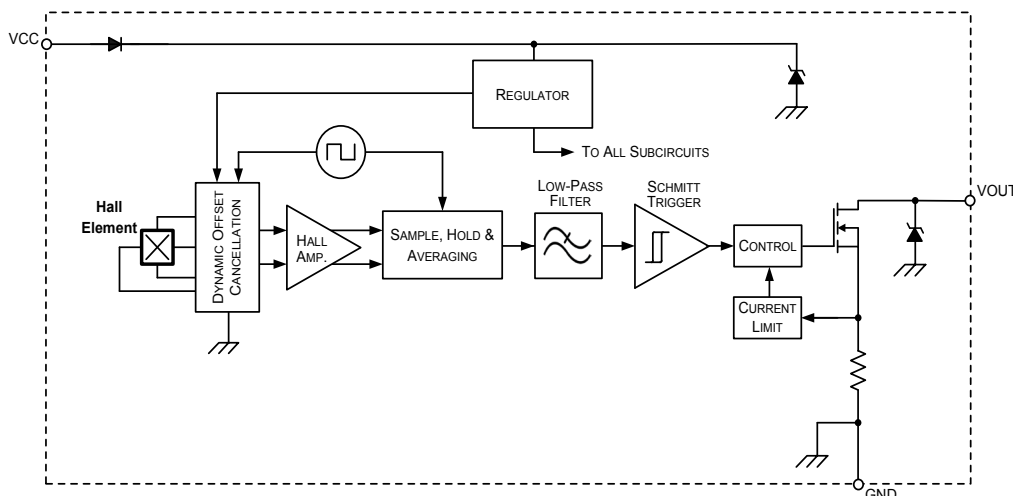 VCC
REGULATOR
TO ALL SUBCIRCUITS
Hall
Element
DYNAMIC OFFSET
CANCELLATION
HALL
AMP.
SAMPLE, HOLD &
AVERAGING
LOW-PASS
FILTER
SCHMITT
TRIGGER
CONTROL
CURRENT
LIMIT
VOUT
GND